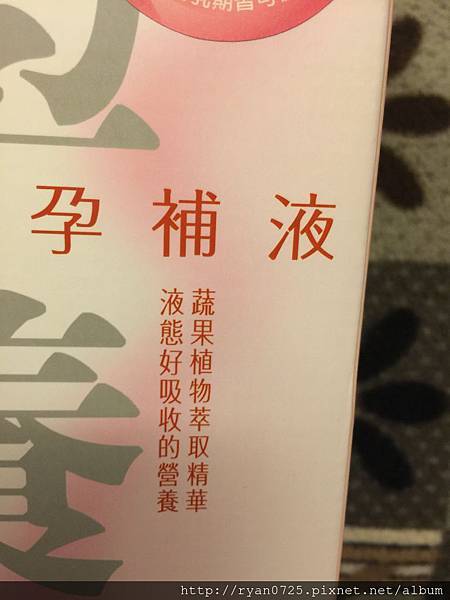 孕補液
蔬果植物萃取精華
液態好吸收的營養
養
http://ryan0725.pixnet.net/album